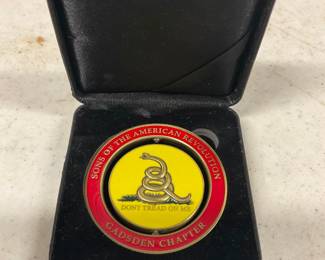 SONS OF THE AMERICAN REVOLUTION
DONT TREAD ON ME
GADSDEN CHAPTER